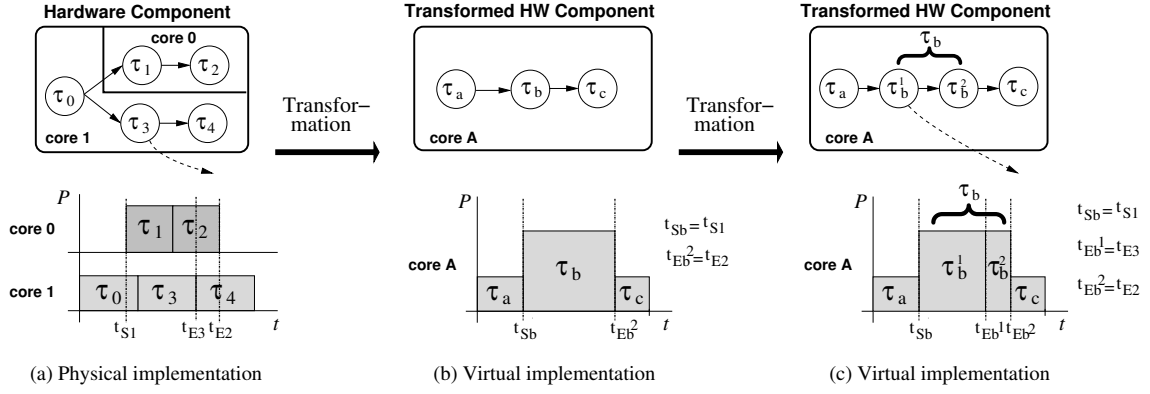 Hardware Component
core 0
τ1 τ2
τ0
τ3 τ4
core 1
P
core 0
τ1 τ2
core 1
τ0 τ3 τ4
t
tS1 tE3 tE2
(a) Physical implementation
Transfor–
mation
Transformed HW Component
τa τb τc
core A
P
core A
τa τb τc
t
tSb tEb2
tSb= tS1
tEb2=tE2
(b) Virtual implementation
Transfor–
mation
Transformed HW Component
τb
τa τb1 τb2 τc
core A
P
τb
core A
τa τb1 τb2 τc
t
tSb tEb1 tEb2
tSb= tS1
tEb1=tE3
tEb2=tE2
(c) Virtual implementation